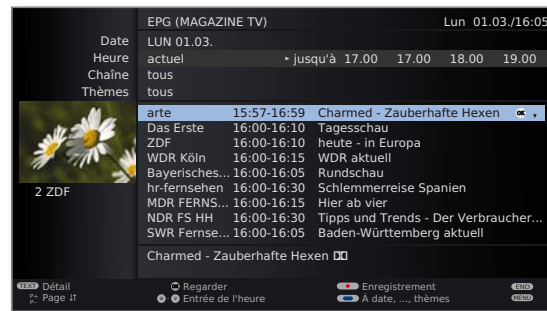 EPG (MAGAZINE TV) Lun 01.03./16:05
Date LUN 01.03.
Heure actuel ▸ jusqu'à 17.00 17.00 18.00 19.00
Chaîne tous
Thèmes tous
arte 15:57-16:59 Charmed - Zauberhafte Hexen OK
Das Erste 16:00-16:10 Tagesschau
ZDF 16:00-16:10 heute - in Europa
WDR Köln 16:00-16:15 WDR aktuell
Bayerisches... 16:00-16:05 Rundschau
hr-fernsehen 16:00-16:30 Schlemmerreise Spanien
MDR FERNS... 16:00-16:15 Hier ab vier
NDR FS HH 16:00-16:30 Tipps und Trends - Der Verbraucher...
SWR Fernse... 16:00-16:05 Baden-Württemberg aktuell
2 ZDF
Charmed - Zauberhafte Hexen
TEXT Détail OK Regarder Enregistrement END
P+ P- Page Entrée de l'heure À date, ..., thèmes MENU